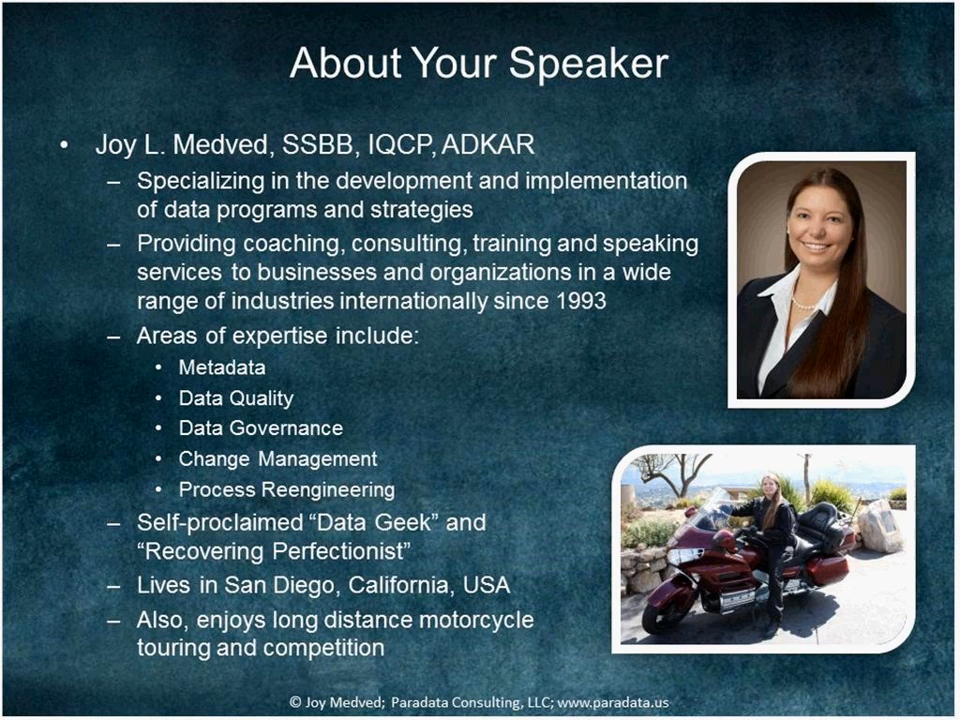 About Your Speaker
• Joy L. Medved, SSBB, IQCP, ADKAR
– Specializing in the development and implementation
of data programs and strategies
– Providing coaching, consulting, training and speaking
services to businesses and organizations in a wide
range of industries internationally since 1993
– Areas of expertise include:
• Metadata
• Data Quality
• Data Governance
• Change Management
• Process Reengineering
– Self-proclaimed “Data Geek” and
“Recovering Perfectionist”
– Lives in San Diego, California, USA
– Also, enjoys long distance motorcycle
touring and competition
© Joy Medved; Paradata Consulting, LLC; www.paradata.us